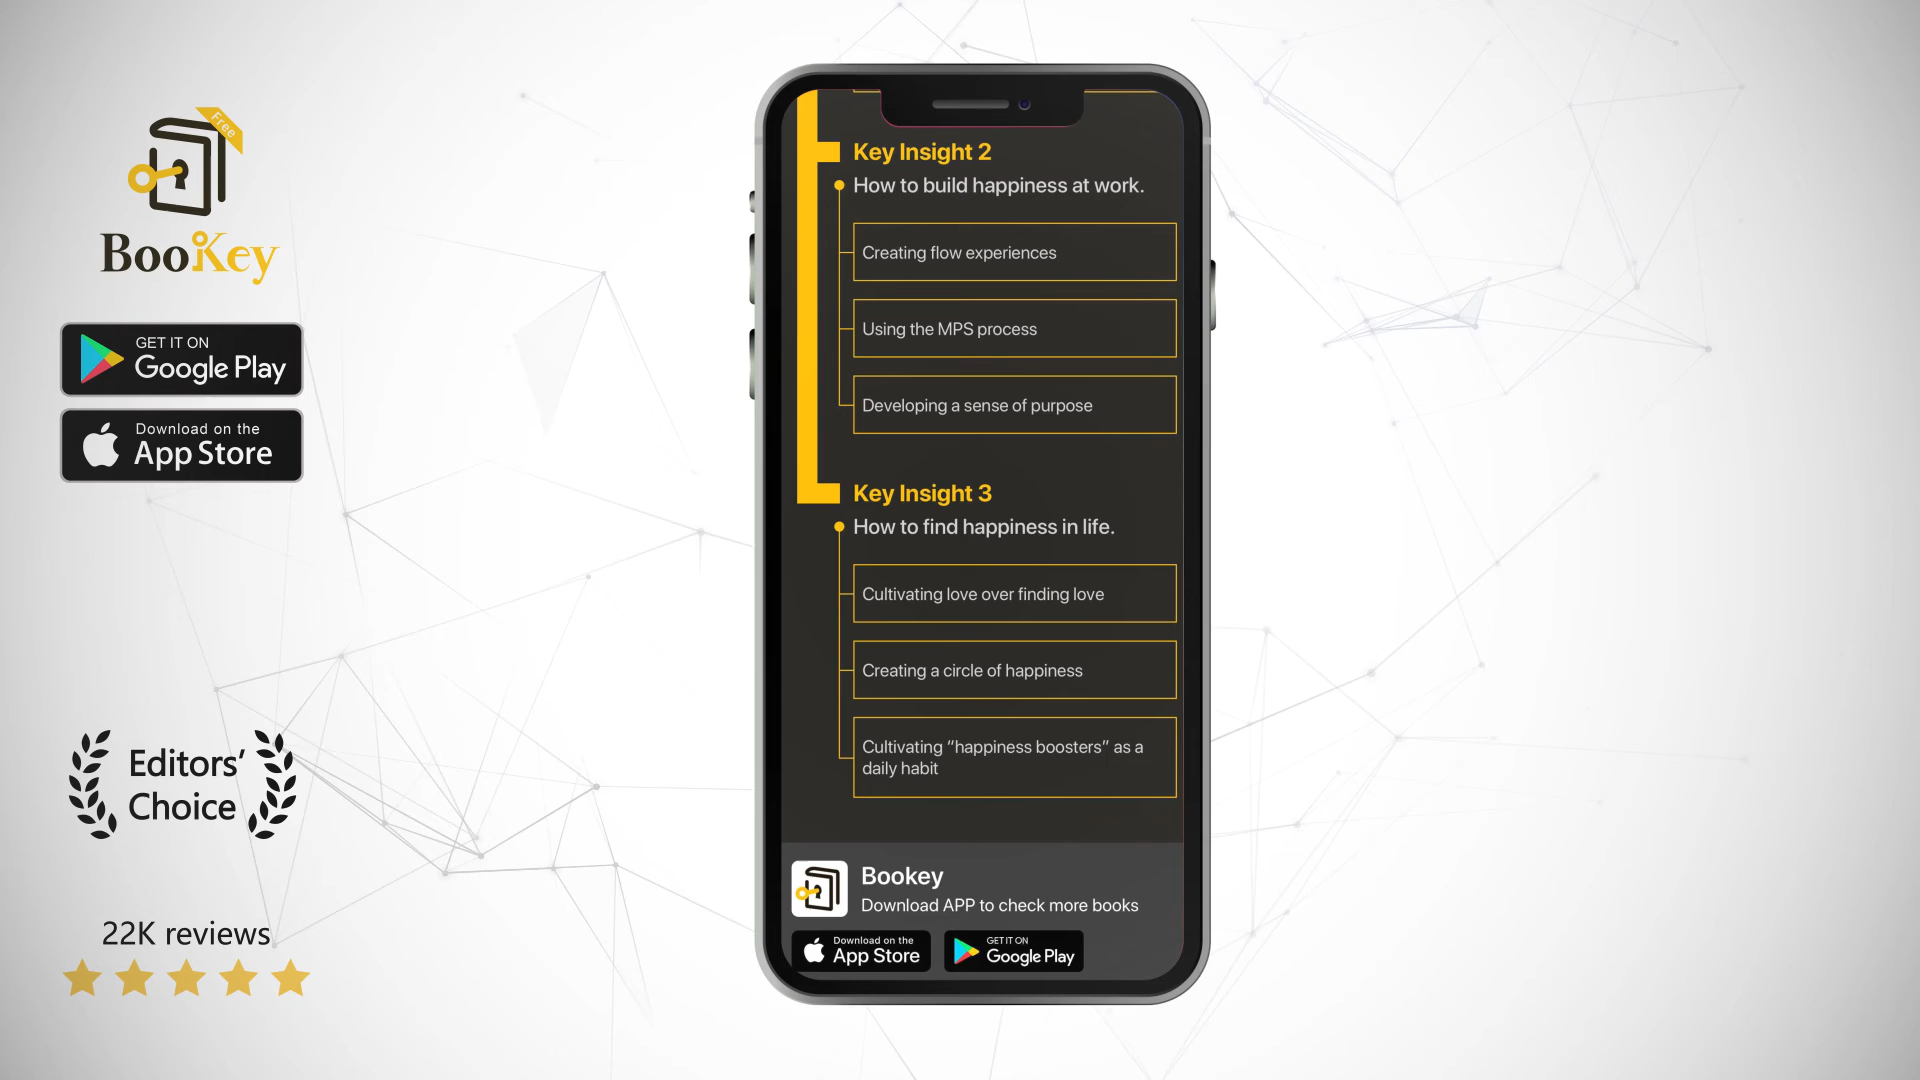 Free
BooKey
GET IT ON
Google Play
Download on the
App Store
Editors’
Choice
22K reviews
Key Insight 2
How to build happiness at work.
Creating flow experiences
Using the MPS process
Developing a sense of purpose
Key Insight 3
How to find happiness in life.
Cultivating love over finding love
Creating a circle of happiness
Cultivating “happiness boosters” as a
daily habit
Bookey
Download APP to check more books
Download on the
App Store
GET IT ON
Google Play